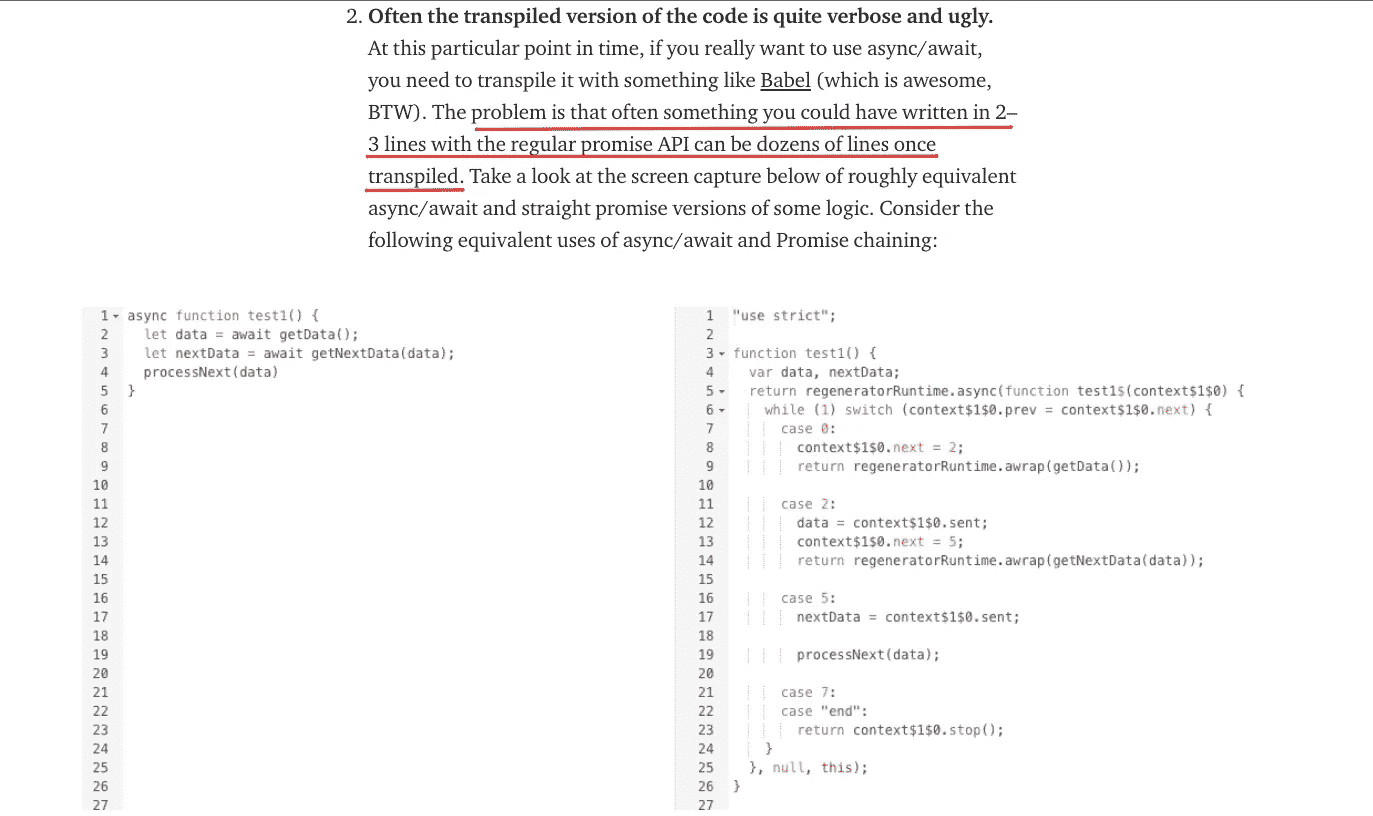 2. Often the transpiled version of the code is quite verbose and ugly.
At this particular point in time, if you really want to use async/await,
you need to transpile it with something like Babel (which is awesome,
BTW). The problem is that often something you could have written in 2–
3 lines with the regular promise API can be dozens of lines once
transpiled. Take a look at the screen capture below of roughly equivalent
async/await and straight promise versions of some logic. Consider the
following equivalent uses of async/await and Promise chaining:
1 async function test1() {
2 let data = await getData();
3 let nextData = await getNextData(data);
4 processNext(data)
5 }
6
7
8
9
10
11
12
13
14
15
16
17
18
19
20
21
22
23
24
25
26
27
1 "use strict";
2
3 function test1() {
4 var data, nextData;
5 return regeneratorRuntime.async(function test1$(context$1$0) {
6 while (1) switch (context$1$0.prev = context$1$0.next) {
7 case 0:
8 context$1$0.next = 2;
9 return regeneratorRuntime.awrap(getData());
10
11 case 2:
12 data = context$1$0.sent;
13 context$1$0.next = 5;
14 return regeneratorRuntime.awrap(getNextData(data));
15
16 case 5:
17 nextData = context$1$0.sent;
18
19 processNext(data);
20
21 case 7:
22 case "end":
23 return context$1$0.stop();
24 }
25 }, null, this);
26 }
27